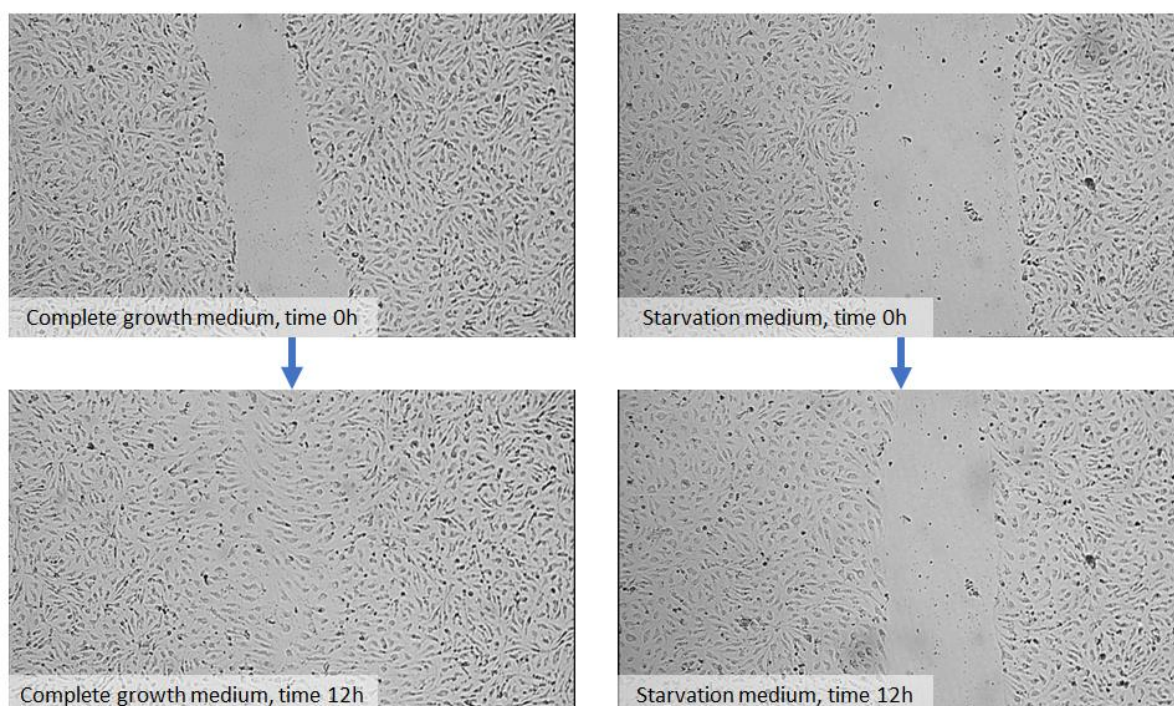 Complete growth medium, time 0h
Starvation medium, time 0h
Complete growth medium, time 12h
Starvation medium, time 12h